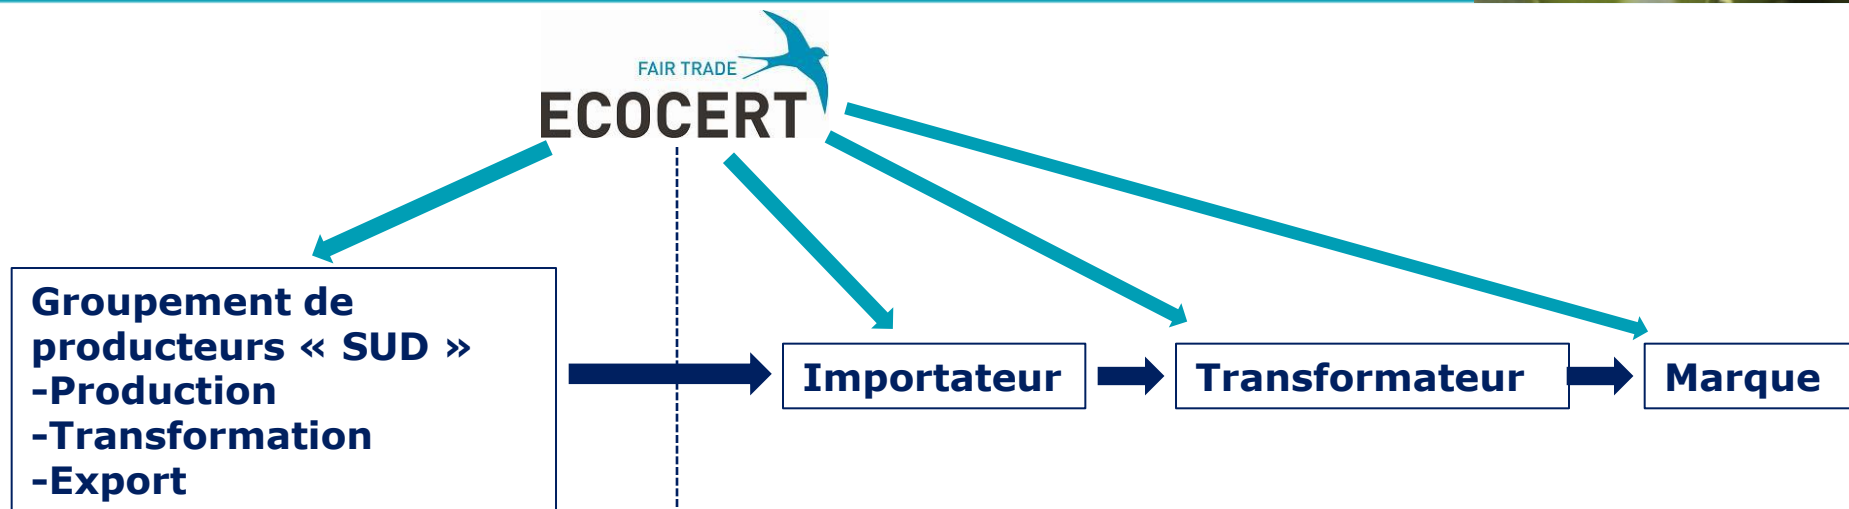 FAIR TRADE
ECOCERT
Groupement de
producteurs « SUD »
-Production
-Transformation
-Export
Importateur
Transformateur
Marque